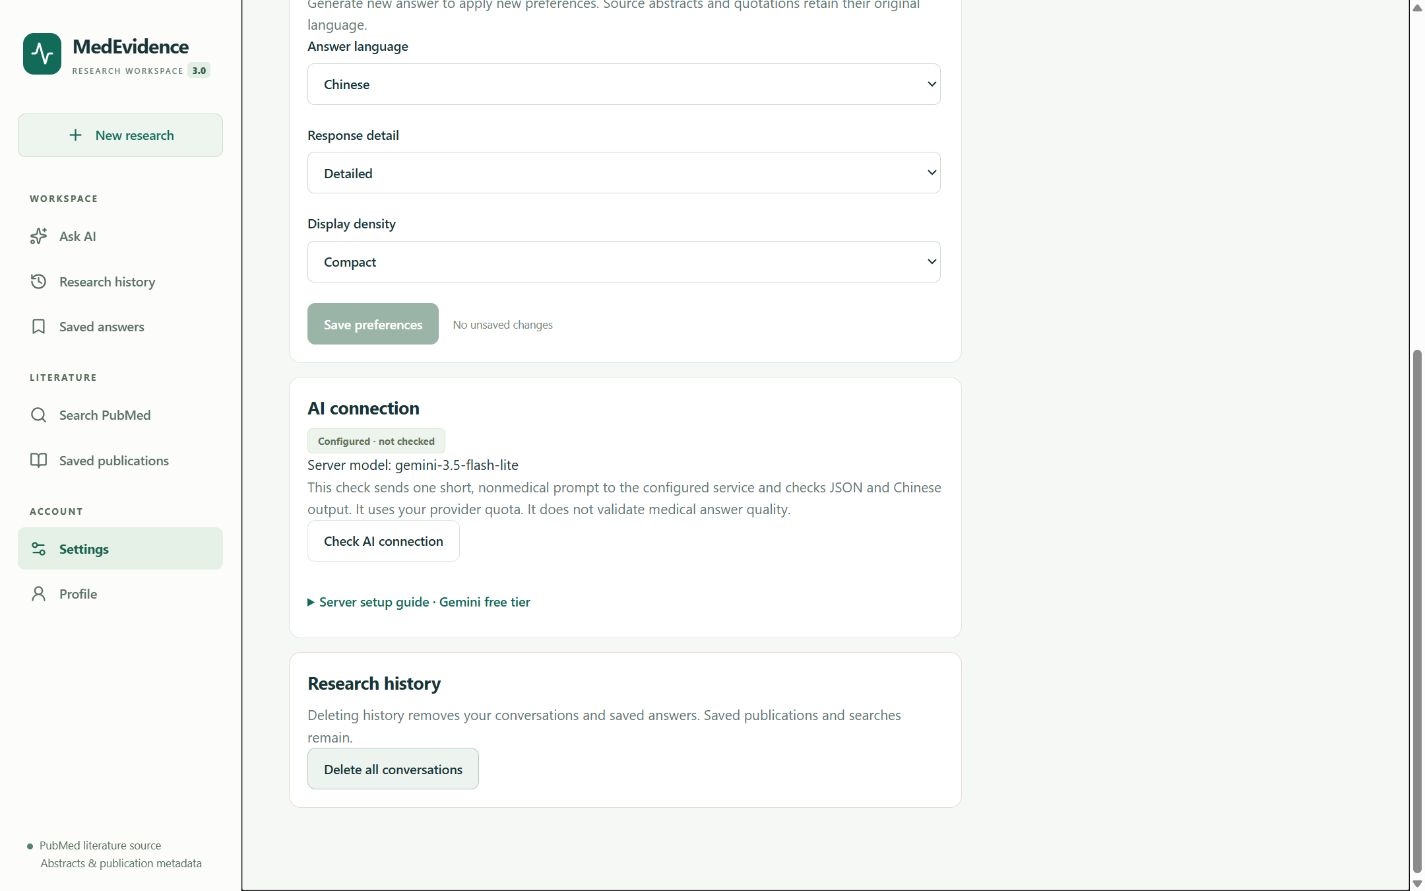 MedEvidence
RESEARCH WORKSPACE 3.0
New research
WORKSPACE
Ask AI
Research history
Saved answers
LITERATURE
Search PubMed
Saved publications
ACCOUNT
Settings
Profile
PubMed literature source
Abstracts & publication metadata
Generate new answer to apply new preferences. Source abstracts and quotations retain their original
language.
Answer language
Chinese
Response detail
Detailed
Display density
Compact
Save preferences No unsaved changes
AI connection
Configured · not checked
Server model: gemini-3.5-flash-lite
This check sends one short, nonmedical prompt to the configured service and checks JSON and Chinese
output. It uses your provider quota. It does not validate medical answer quality.
Check AI connection
Server setup guide · Gemini free tier
Research history
Deleting history removes your conversations and saved answers. Saved publications and searches
remain.
Delete all conversations